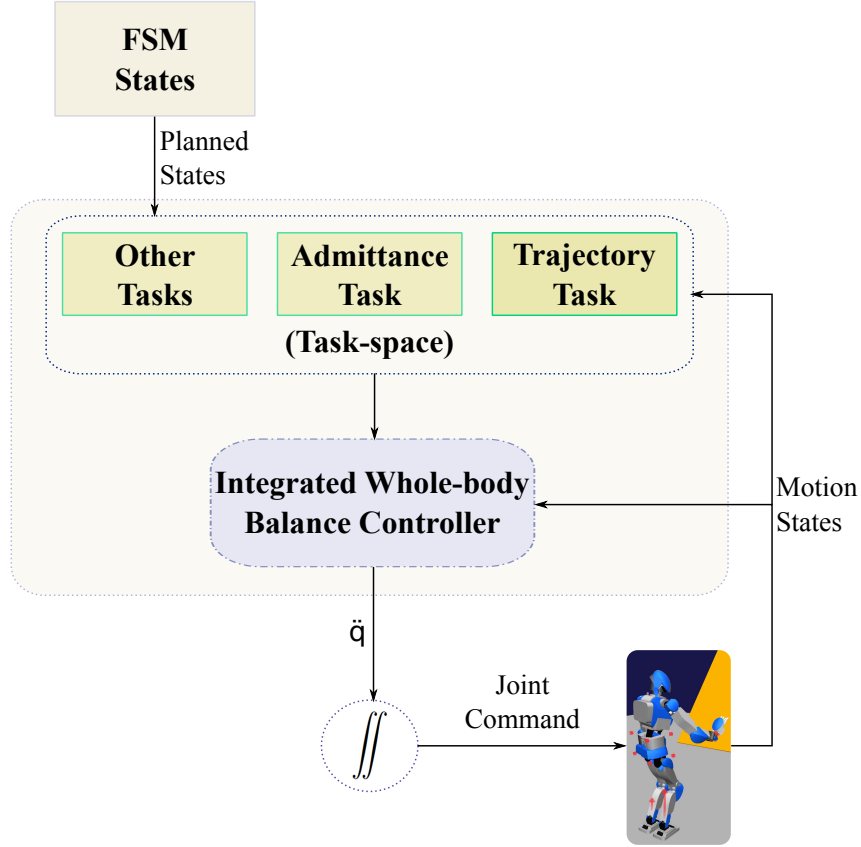 FSM
States
Planned
States
Other
Tasks
Admittance
Task
Trajectory
Task
(Task-space)
Integrated Whole-body
Balance Controller
Motion
States
q̈
∬
Joint
Command